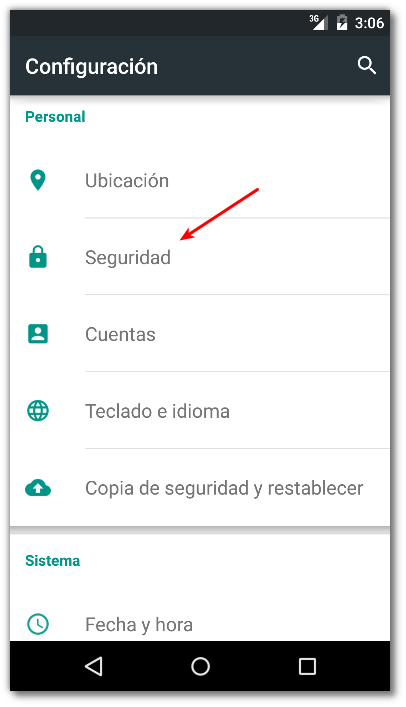 3G 3:06
Configuración
Personal
Ubicación
Seguridad
Cuentas
Teclado e idioma
Copia de seguridad y restablecer
Sistema
Fecha y hora